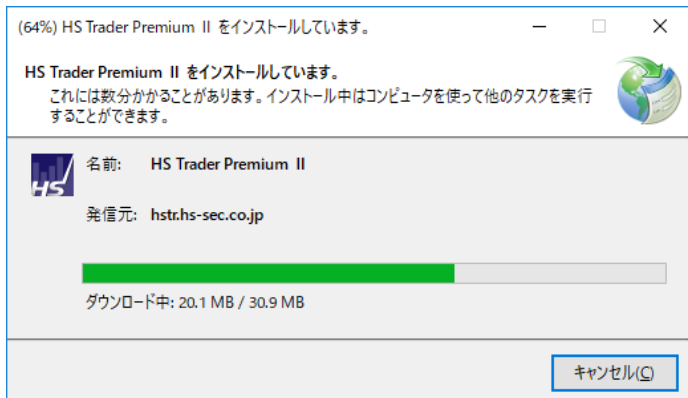 (64%) HS Trader Premium Ⅱ をインストールしています。
HS Trader Premium Ⅱ をインストールしています。
これには数分かかることがあります。インストール中はコンピュータを使って他のタスクを実行
することができます。
HS
名前: HS Trader Premium Ⅱ
発信元: hstr.hs-sec.co.jp
ダウンロード中: 20.1 MB / 30.9 MB
キャンセル(C)